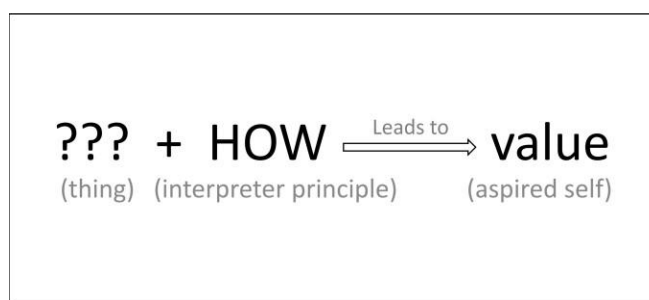 Leads to
??? + HOW value
(thing) (interpreter principle) (aspired self)